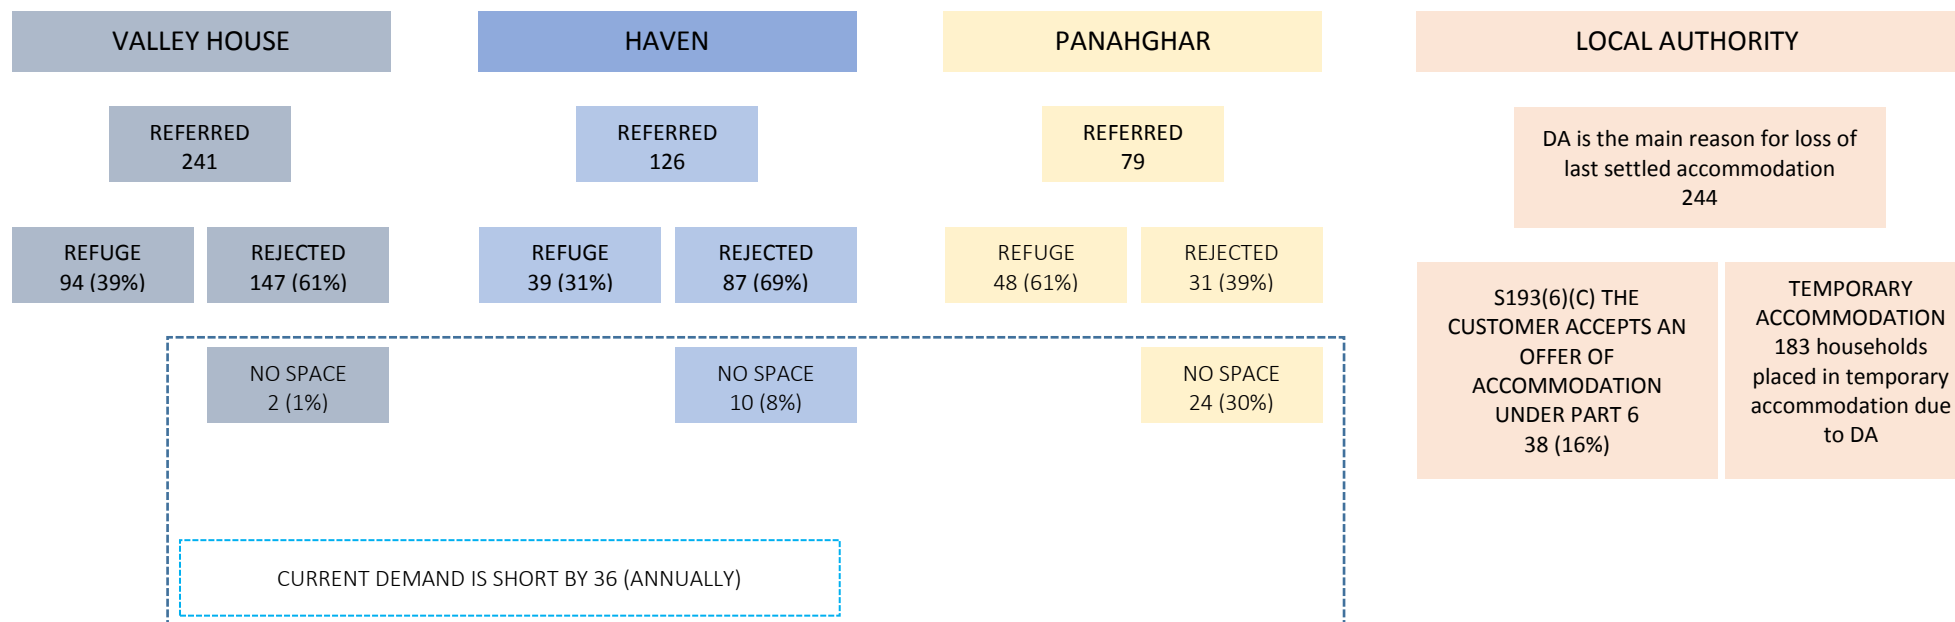 VALLEY HOUSE
HAVEN
PANAHGHAR
LOCAL AUTHORITY
REFERRED
241
REFERRED
126
REFERRED
79
DA is the main reason for loss of
last settled accommodation
244
REFUGE
94 (39%)
REJECTED
147 (61%)
REFUGE
39 (31%)
REJECTED
87 (69%)
REFUGE
48 (61%)
REJECTED
31 (39%)
S193(6)(C) THE
CUSTOMER ACCEPTS AN
OFFER OF
ACCOMMODATION
UNDER PART 6
38 (16%)
TEMPORARY
ACCOMMODATION
183 households
placed in temporary
accommodation due
to DA
NO SPACE
2 (1%)
NO SPACE
10 (8%)
NO SPACE
24 (30%)
CURRENT DEMAND IS SHORT BY 36 (ANNUALLY)